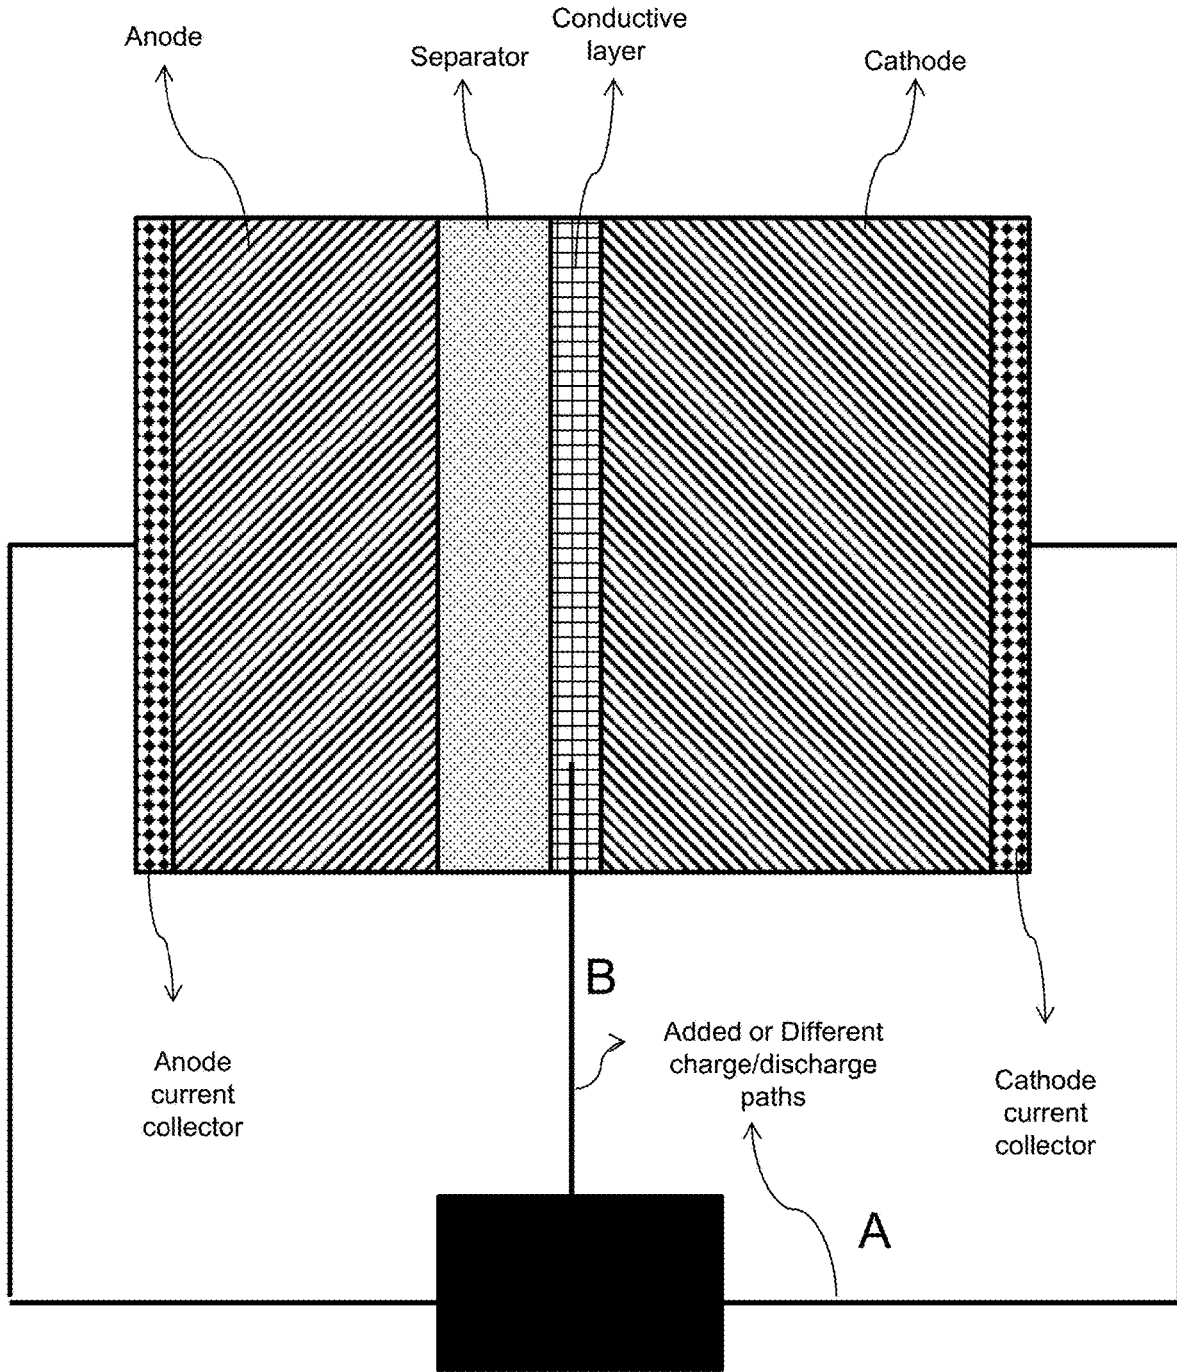 Anode
Separator
Conductive
layer
Cathode
B
Added or Different
charge/discharge
paths
Anode
current
collector
Cathode
current
collector
A